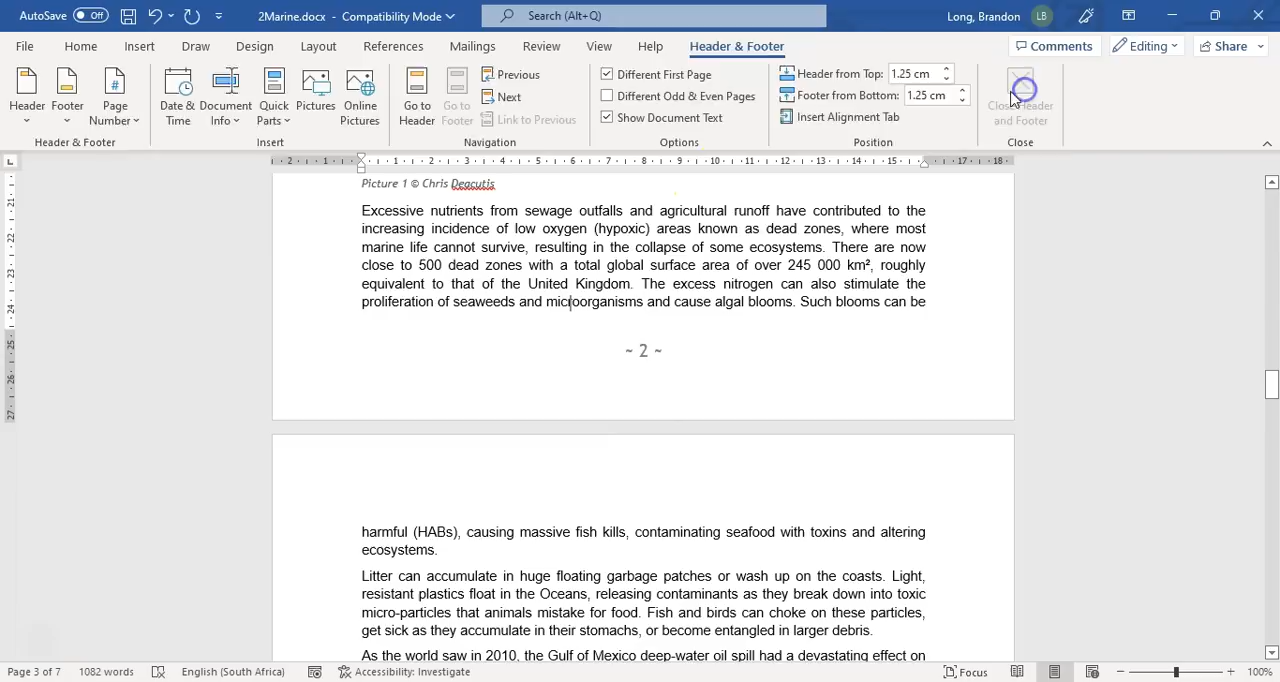 AutoSave Off 2Marine.docx - Compatibility Mode Search (Alt+Q) Long, Brandon LB
File Home Insert Draw Design Layout References Mailings Review View Help Header & Footer Comments Editing Share
Header Footer Page Number Date & Time Document Info Quick Parts Pictures Online Pictures Go to Header Go to Footer
Previous
Next
Link to Previous
Different First Page
Different Odd & Even Pages
Show Document Text
Header from Top: 1.25 cm
Footer from Bottom: 1.25 cm
Insert Alignment Tab
Close Header and Footer
Header & Footer Insert Navigation Options Position Close
Picture 1 © Chris Deacutis
Excessive nutrients from sewage outfalls and agricultural runoff have contributed to the
increasing incidence of low oxygen (hypoxic) areas known as dead zones, where most
marine life cannot survive, resulting in the collapse of some ecosystems. There are now
close to 500 dead zones with a total global surface area of over 245 000 km², roughly
equivalent to that of the United Kingdom. The excess nitrogen can also stimulate the
proliferation of seaweeds and microorganisms and cause algal blooms. Such blooms can be
~ 2 ~
harmful (HABs), causing massive fish kills, contaminating seafood with toxins and altering
ecosystems.
Litter can accumulate in huge floating garbage patches or wash up on the coasts. Light,
resistant plastics float in the Oceans, releasing contaminants as they break down into toxic
micro-particles that animals mistake for food. Fish and birds can choke on these particles,
get sick as they accumulate in their stomachs, or become entangled in larger debris.
As the world saw in 2010, the Gulf of Mexico deep-water oil spill had a devastating effect on
Page 3 of 7 1082 words English (South Africa) Accessibility: Investigate Focus 100%